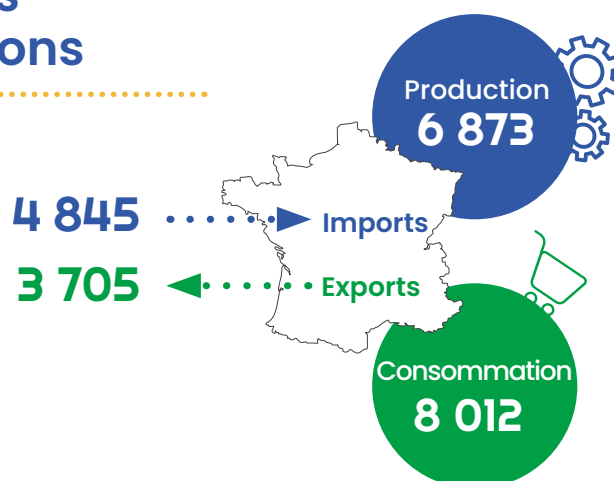 ons
Production
6 873
4 845
Imports
3 705
Exports
Consommation
8 012